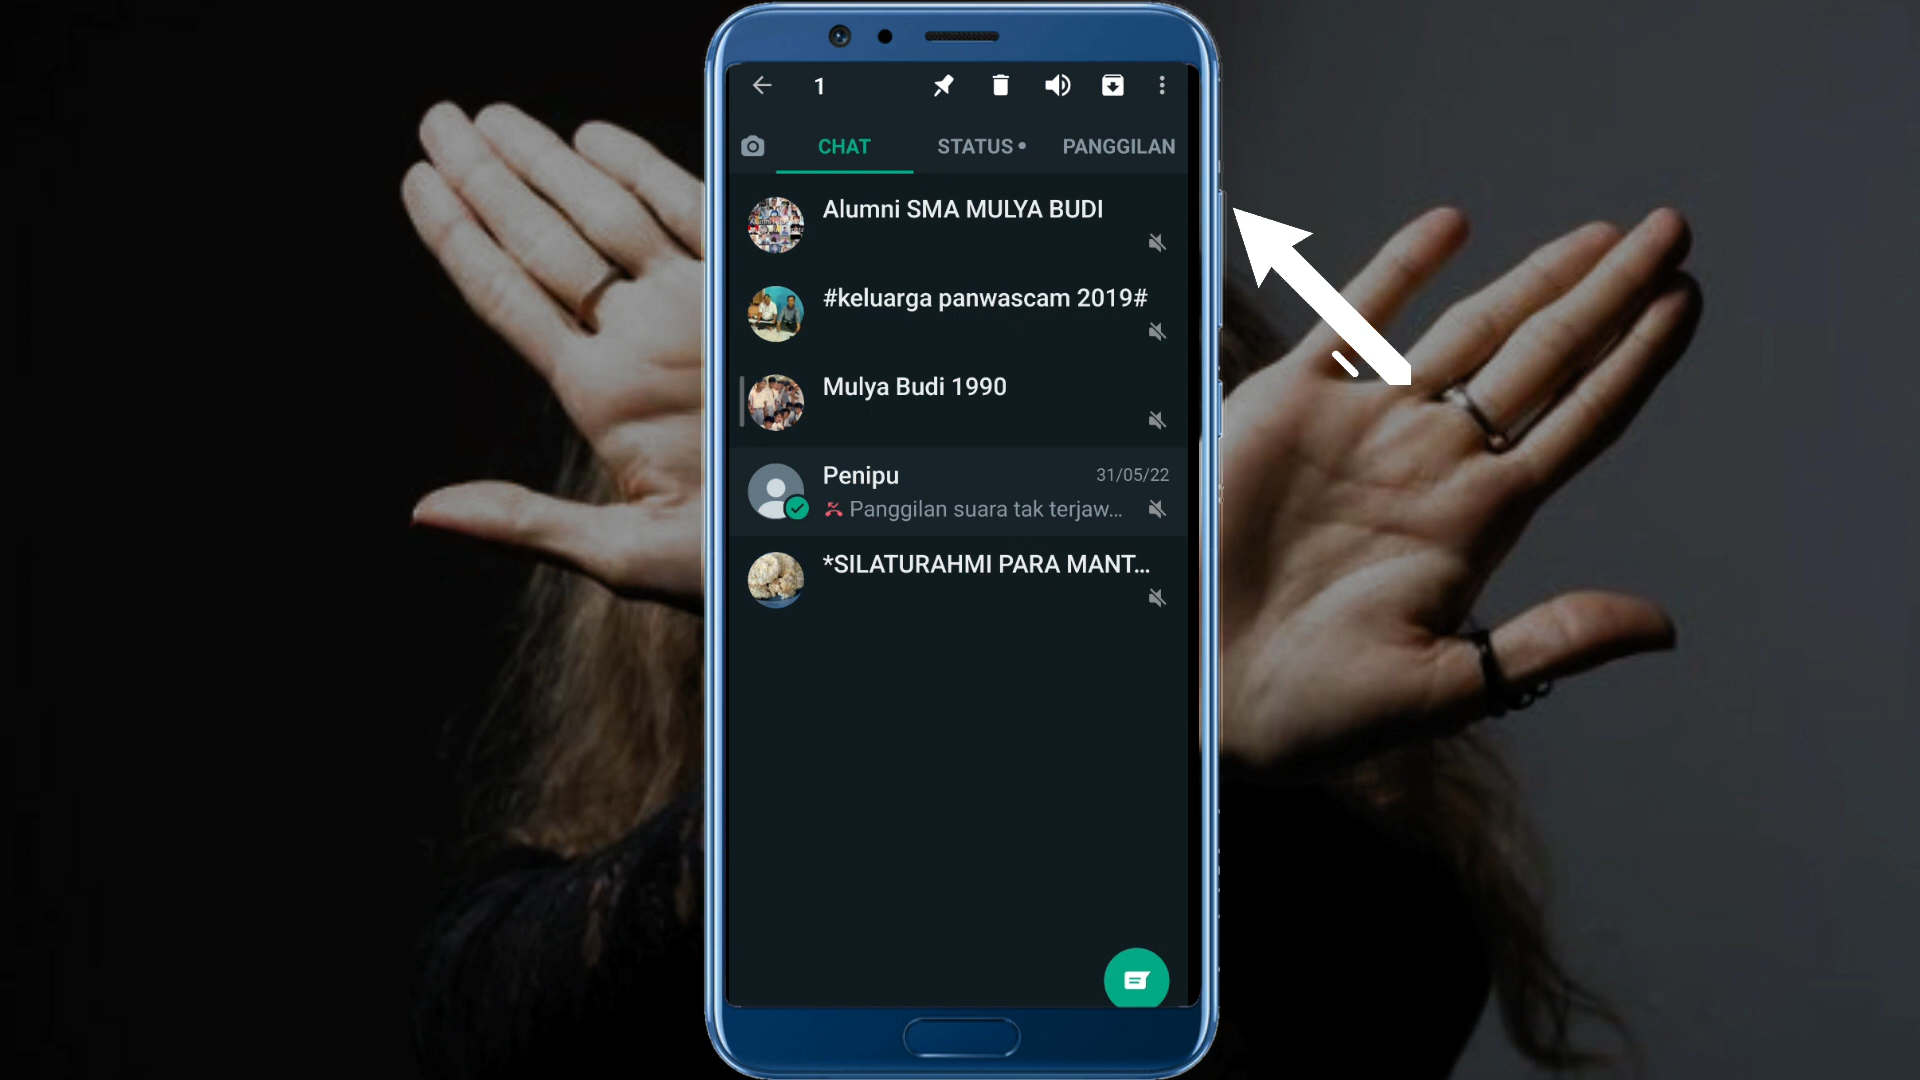 1
CHAT STATUS PANGGILAN
Alumni SMA MULYA BUDI
#keluarga panwascam 2019#
Mulya Budi 1990
Penipu 31/05/22
Panggilan suara tak terjaw...
*SILATURAHMI PARA MANT...